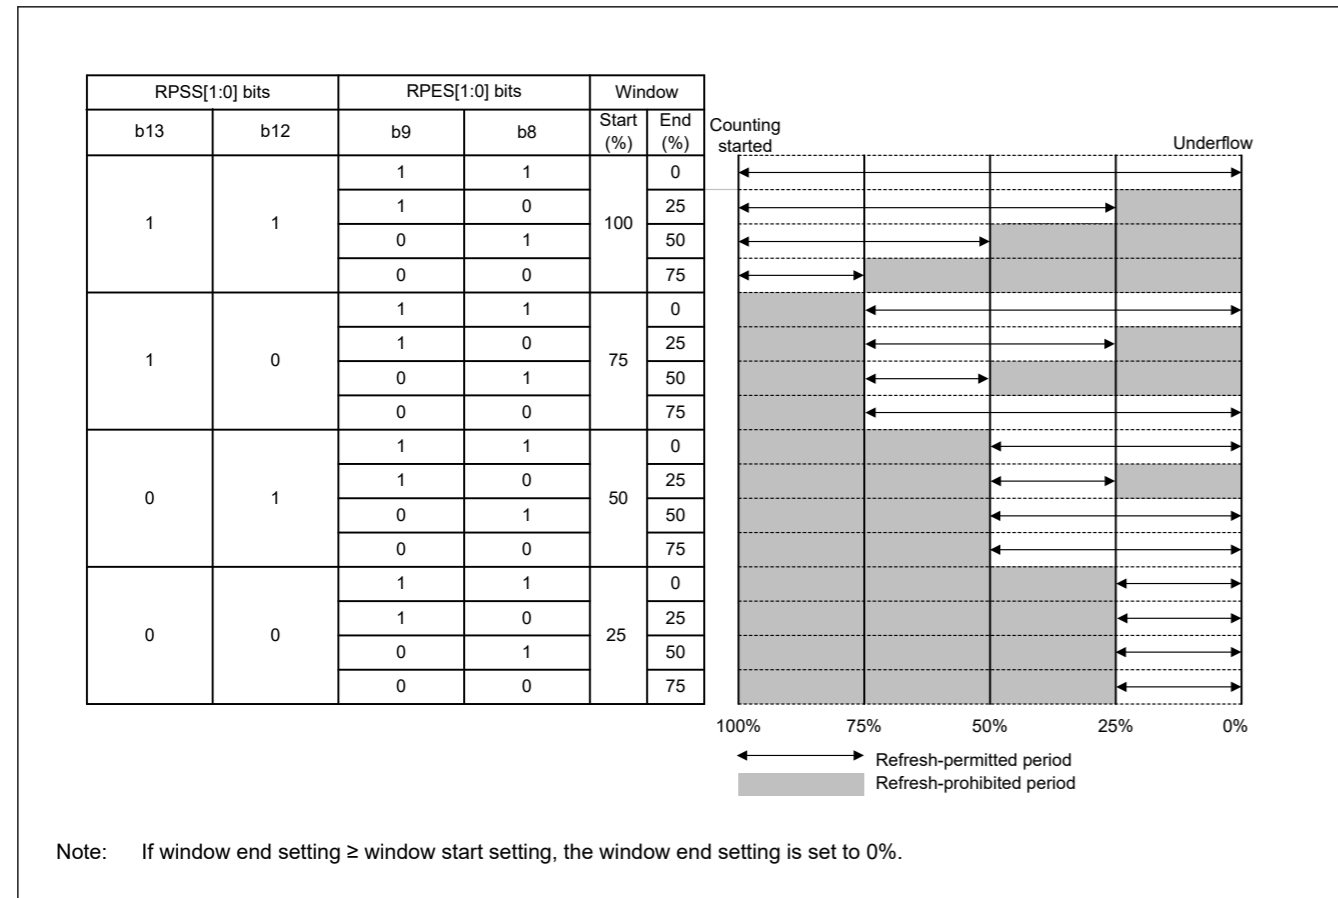 RPSS[1:0] bits RPES[1:0] bits Window
b13 b12 b9 b8 Start (%) End (%)
Counting started Underflow
1 1 0
1 0 25
1 1 100
0 1 50
0 0 75
1 1 0
1 0 25
1 0 75
0 1 50
0 0 75
1 1 0
1 0 25
0 1 50
0 1 50
0 0 75
1 1 0
1 0 25
0 0 25
0 1 50
0 0 75
100% 75% 50% 25% 0%
Refresh-permitted period
Refresh-prohibited period
Note: If window end setting ≥ window start setting, the window end setting is set to 0%.